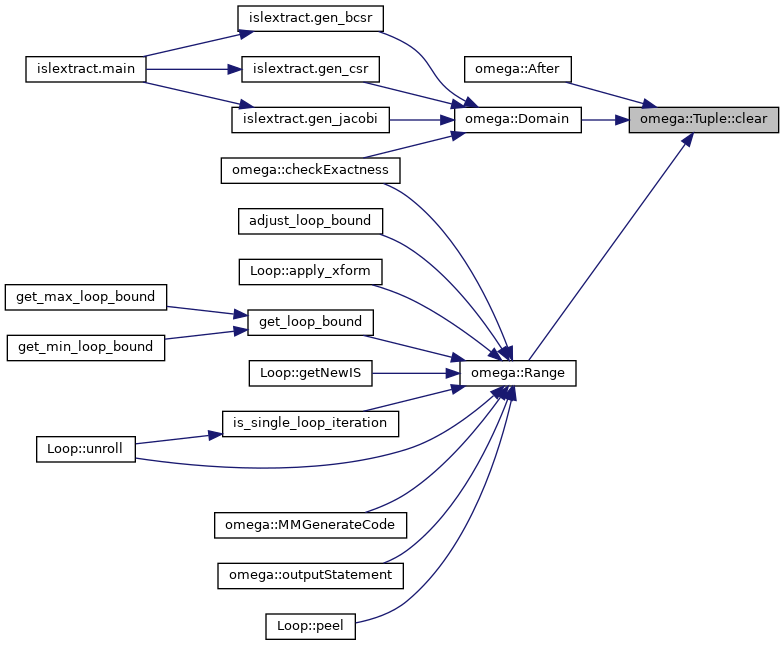 islextract.gen_bcsr
islextract.main
islextract.gen_csr
omega::After
islextract.gen_jacobi
omega::Domain
omega::Tuple::clear
omega::checkExactness
adjust_loop_bound
Loop::apply_xform
get_max_loop_bound
get_loop_bound
get_min_loop_bound
Loop::getNewIS
omega::Range
is_single_loop_iteration
Loop::unroll
omega::MMGenerateCode
omega::outputStatement
Loop::peel